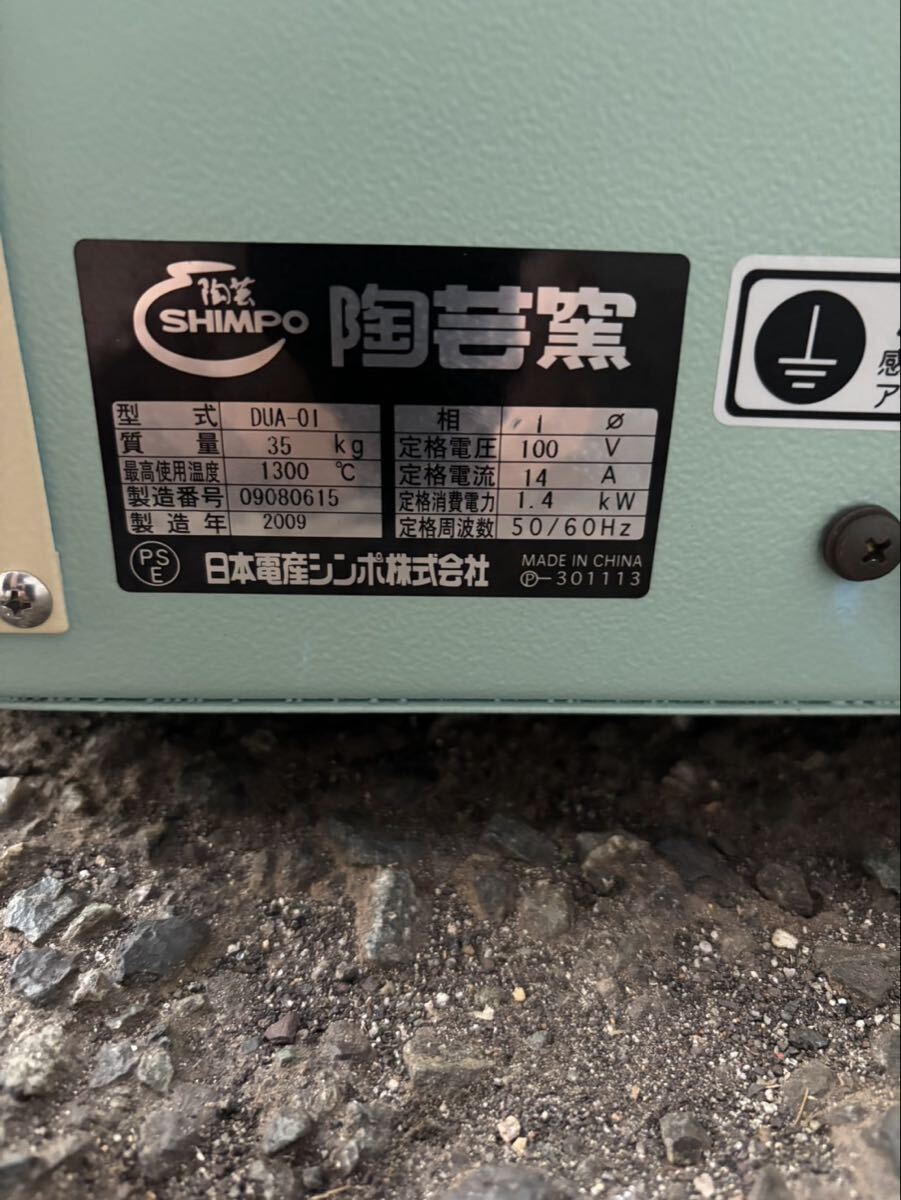 陶芸
SHIMPO
陶芸窯
型式 DUA-01
質量 35 kg
最高使用温度 1300 ℃
製造番号 09080615
製造年 2009
相 1 Ø
定格電圧 100 V
定格電流 14 A
定格消費電力 1.4 kW
定格周波数 50/60Hz
PS
E
日本電産シンポ株式会社
MADE IN CHINA
Ⓟ-301113
感
ア